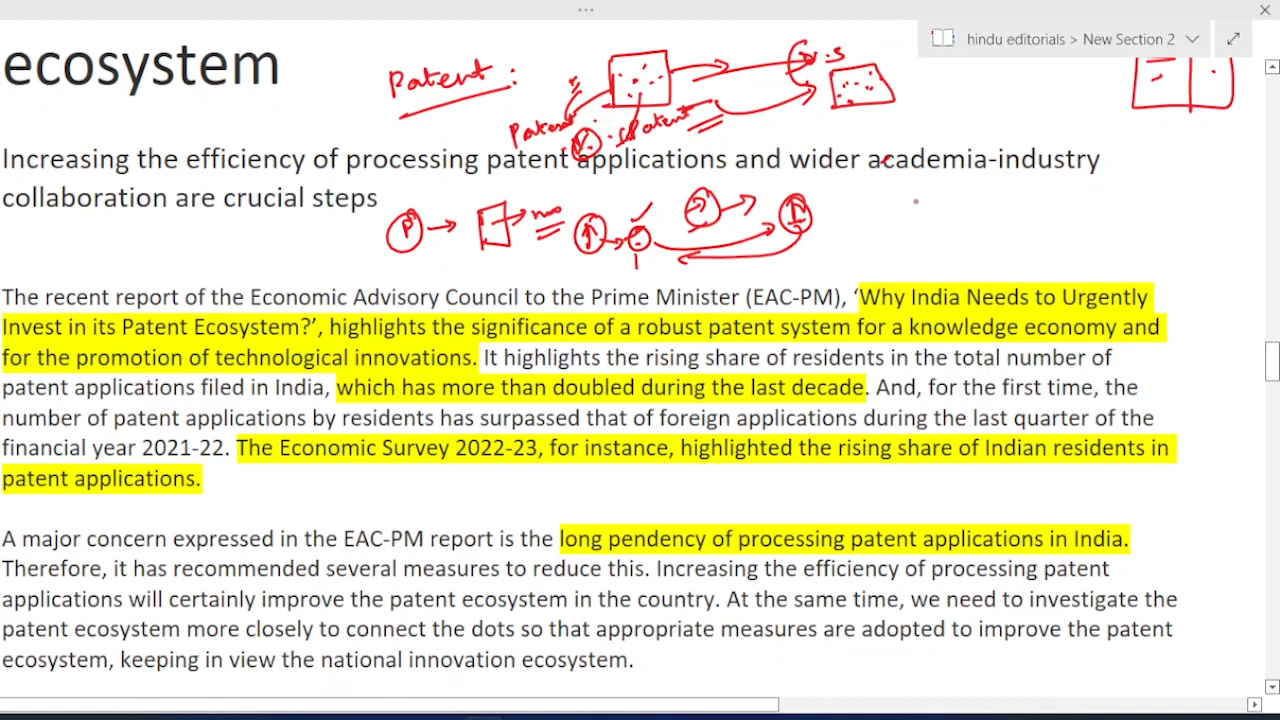 hindu editorials > New Section 2
ecosystem
Patent :
Patent
Patent
Increasing the efficiency of processing patent applications and wider academia-industry
collaboration are crucial steps
P
The recent report of the Economic Advisory Council to the Prime Minister (EAC-PM), ‘Why India Needs to Urgently
Invest in its Patent Ecosystem?’, highlights the significance of a robust patent system for a knowledge economy and
for the promotion of technological innovations. It highlights the rising share of residents in the total number of
patent applications filed in India, which has more than doubled during the last decade. And, for the first time, the
number of patent applications by residents has surpassed that of foreign applications during the last quarter of the
financial year 2021-22. The Economic Survey 2022-23, for instance, highlighted the rising share of Indian residents in
patent applications.
A major concern expressed in the EAC-PM report is the long pendency of processing patent applications in India.
Therefore, it has recommended several measures to reduce this. Increasing the efficiency of processing patent
applications will certainly improve the patent ecosystem in the country. At the same time, we need to investigate the
patent ecosystem more closely to connect the dots so that appropriate measures are adopted to improve the patent
ecosystem, keeping in view the national innovation ecosystem.